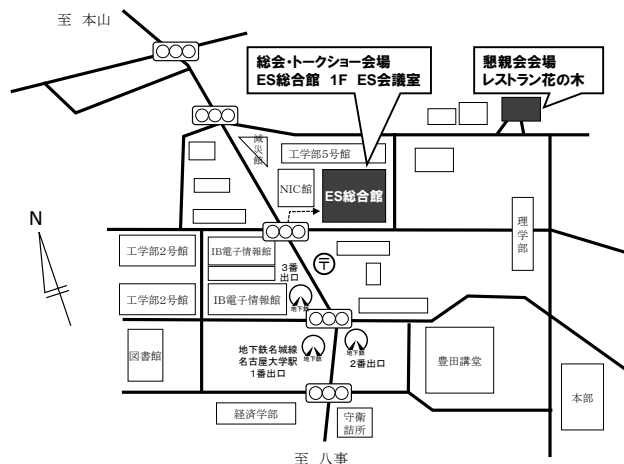 至 本山
総会・トークショー会場
ES総合館 1F ES会議室
懇親会会場
レストラン花の木
減災館
工学部5号館
NIC館
ES総合館
理学部
N
工学部2号館
IB電子情報館
3番
出口
〒
工学部2号館
IB電子情報館
地下鉄
図書館
地下鉄名城線
名古屋大学駅
1番出口
地下鉄
地下鉄
2番出口
豊田講堂
本部
経済学部
守衛
詰所
至 八事